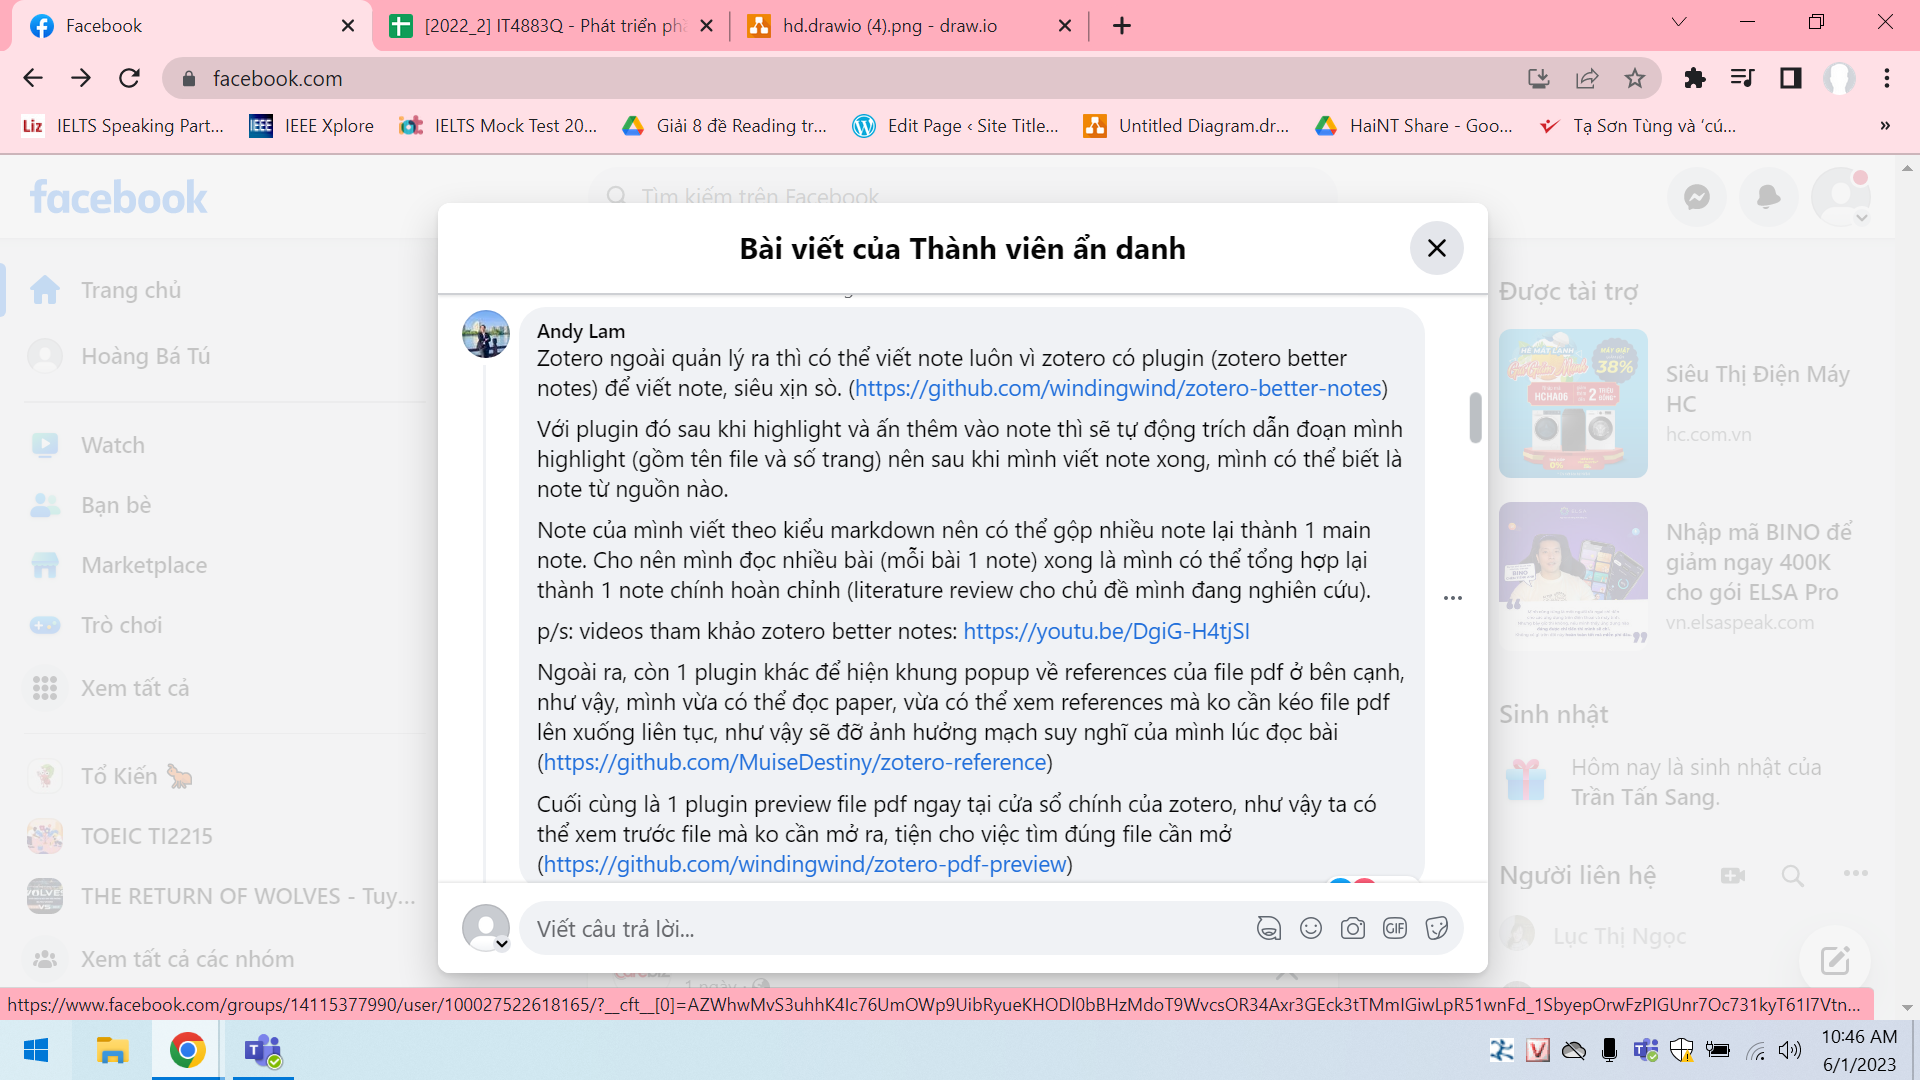 Facebook
[2022_2] IT4883Q - Phát triển phầ
hd.drawio (4).png - draw.io
facebook.com
Liz IELTS Speaking Part...
IEEE IEEE Xplore
IELTS Mock Test 20...
Giải 8 đề Reading tr...
Edit Page ‹ Site Title...
Untitled Diagram.dr...
HaiNT Share - Goo...
Tạ Sơn Tùng và ‘cú...
»
facebook
Tìm kiếm trên Facebook
Trang chủ
Hoàng Bá Tú
Watch
Bạn bè
Marketplace
Trò chơi
Xem tất cả
Tổ Kiến 🐜
TOEIC TI2215
THE RETURN OF WOLVES - Tuy...
Xem tất cả các nhóm
Bài viết của Thành viên ẩn danh
Andy Lam
Zotero ngoài quản lý ra thì có thể viết note luôn vì zotero có plugin (zotero better
notes) để viết note, siêu xịn sò. (https://github.com/windingwind/zotero-better-notes)
Với plugin đó sau khi highlight và ấn thêm vào note thì sẽ tự động trích dẫn đoạn mình
highlight (gồm tên file và số trang) nên sau khi mình viết note xong, mình có thể biết là
note từ nguồn nào.
Note của mình viết theo kiểu markdown nên có thể gộp nhiều note lại thành 1 main
note. Cho nên mình đọc nhiều bài (mỗi bài 1 note) xong là mình có thể tổng hợp lại
thành 1 note chính hoàn chỉnh (literature review cho chủ đề mình đang nghiên cứu).
p/s: videos tham khảo zotero better notes: https://youtu.be/DgiG-H4tjSI
Ngoài ra, còn 1 plugin khác để hiện khung popup về references của file pdf ở bên cạnh,
như vậy, mình vừa có thể đọc paper, vừa có thể xem references mà ko cần kéo file pdf
lên xuống liên tục, như vậy sẽ đỡ ảnh hưởng mạch suy nghĩ của mình lúc đọc bài
(https://github.com/MuiseDestiny/zotero-reference)
Cuối cùng là 1 plugin preview file pdf ngay tại cửa sổ chính của zotero, như vậy ta có
thể xem trước file mà ko cần mở ra, tiện cho việc tìm đúng file cần mở
(https://github.com/windingwind/zotero-pdf-preview)
Viết câu trả lời...
GIF
1 ngày ·
Được tài trợ
38%
HCHA06
2 TRIỆU
Siêu Thị Điện Máy
HC
hc.com.vn
ELSA
Nhập mã BINO để
giảm ngay 400K
cho gói ELSA Pro
vn.elsaspeak.com
Sinh nhật
Hôm nay là sinh nhật của
Trần Tấn Sang.
Người liên hệ
Lục Thị Ngọc
https://www.facebook.com/groups/14115377990/user/100027522618165/?__cft__[0]=AZWhwMvS3uhhK4Ic76UmOWp9UibRyueKHODl0bBHzMdoT9WvcsOR34Axr3GEck3tTMmIGiwLpR51wnFd_1SbyepOrwFzPIGUnr7Oc731kyT61I7Vtn...
10:46 AM
6/1/2023